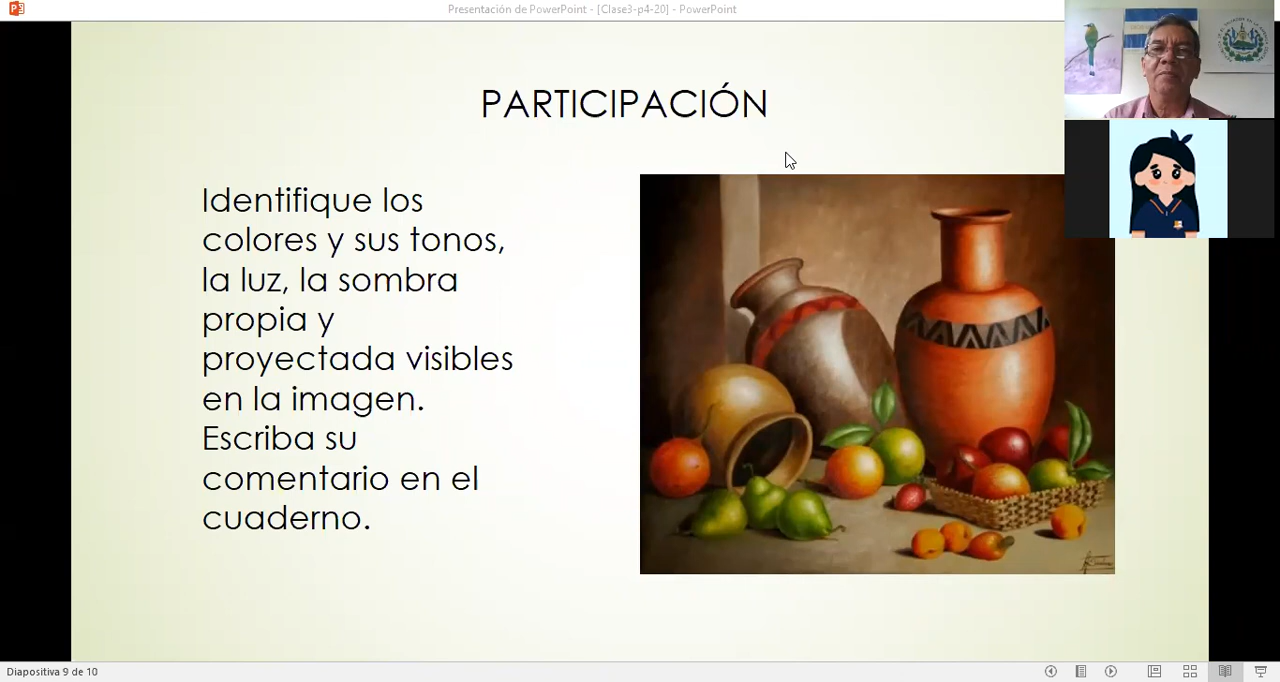 Presentación de PowerPoint - [Clase3-p4-20] - PowerPoint
PARTICIPACIÓN
Identifique los
colores y sus tonos,
la luz, la sombra
propia y
proyectada visibles
en la imagen.
Escriba su
comentario en el
cuaderno.
Diapositiva 9 de 10